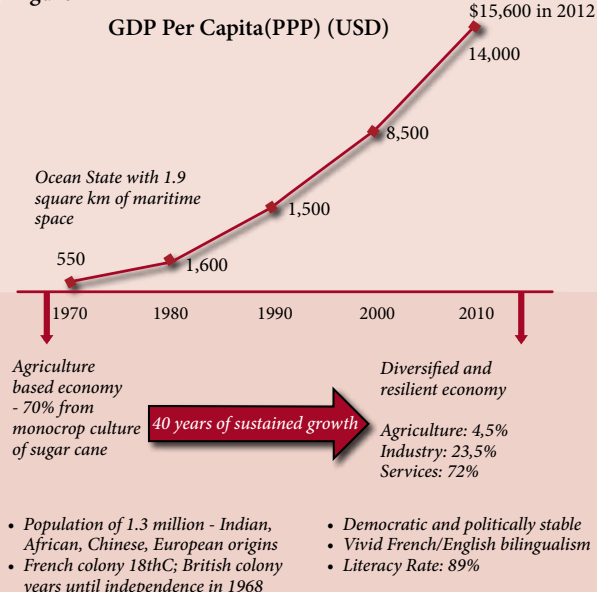 $15,600 in 2012
GDP Per Capita(PPP) (USD)
14,000
8,500
Ocean State with 1.9
square km of maritime
space
1,500
550
1,600
1970
1980
1990
2000
2010
Agriculture
based economy
- 70% from
monocrop culture
of sugar cane
40 years of sustained growth
Diversified and
resilient economy
Agriculture: 4,5%
Industry: 23,5%
Services: 72%
• Population of 1.3 million - Indian,
African, Chinese, European origins
• French colony 18thC; British colony
years until independence in 1968
• Democratic and politically stable
• Vivid French/English bilingualism
• Literacy Rate: 89%